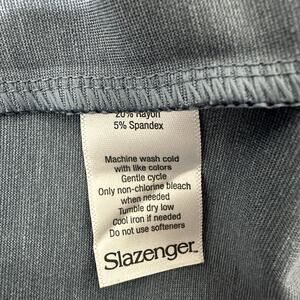 20% Rayon
5% Spandex
Machine wash cold
with like colors
Gentle cycle
Only non-chlorine bleach
when needed
Tumble dry low
Cool iron if needed
Do not use softeners
Slazenger